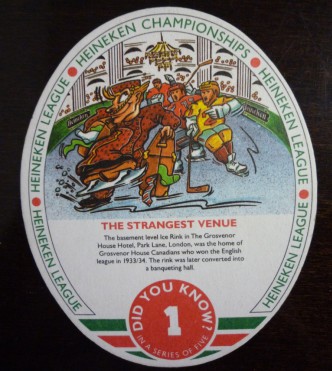 HEINEKEN LEAGUE • HEINEKEN LEAGUE • HEINEKEN CHAMPIONSHIPS • HEINEKEN LEAGUE • HEINEKEN LEAGUE
Heineken
THE STRANGEST VENUE
The basement level Ice Rink in The Grosvenor
House Hotel, Park Lane, London, was the home of
Grosvenor House Canadians who won the English
league in 1933/34. The rink was later converted into
a banqueting hall.
DID YOU KNOW?
1
IN A SERIES OF FIVE